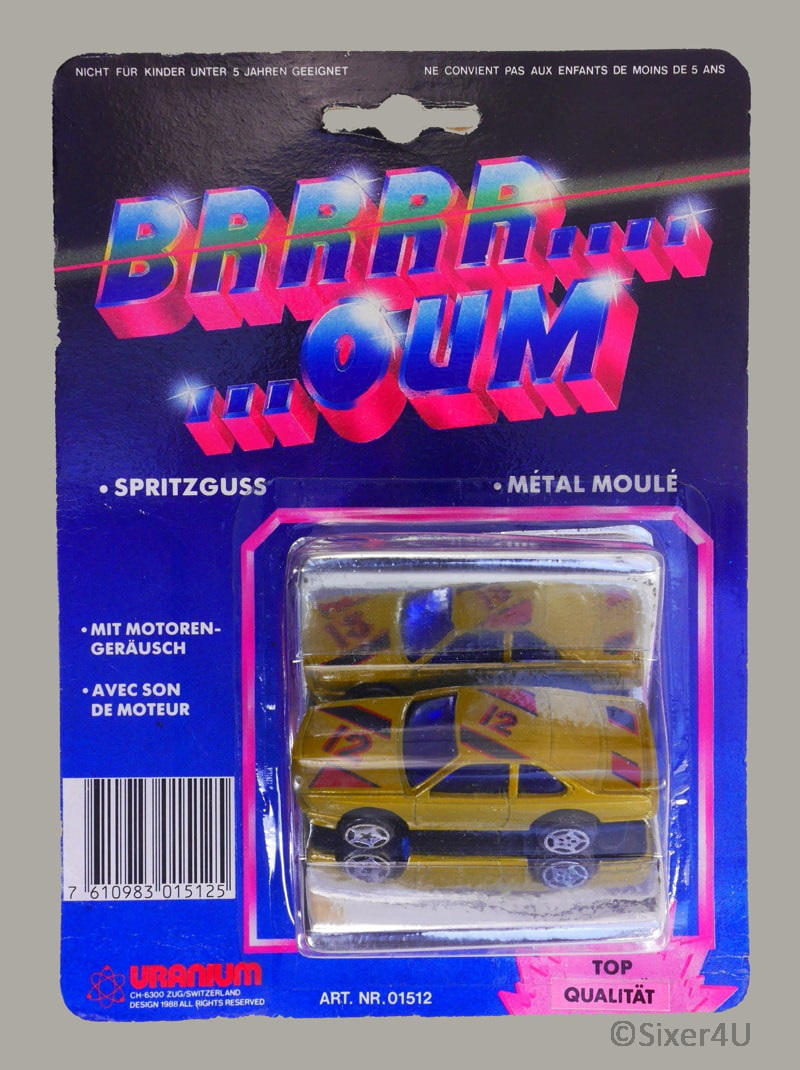 NICHT FÜR KINDER UNTER 5 JAHREN GEEIGNET
NE CONVIENT PAS AUX ENFANTS DE MOINS DE 5 ANS
BRRRR....
...OUM
• SPRITZGUSS
• MÉTAL MOULÉ
• MIT MOTOREN-
GERÄUSCH
• AVEC SON
DE MOTEUR
12
12
7 610983 015125
URANIUM
CH-6300 ZUG/SWITZERLAND
DESIGN 1988 ALL RIGHTS RESERVED
ART. NR. 01512
TOP
QUALITÄT
©Sixer4U